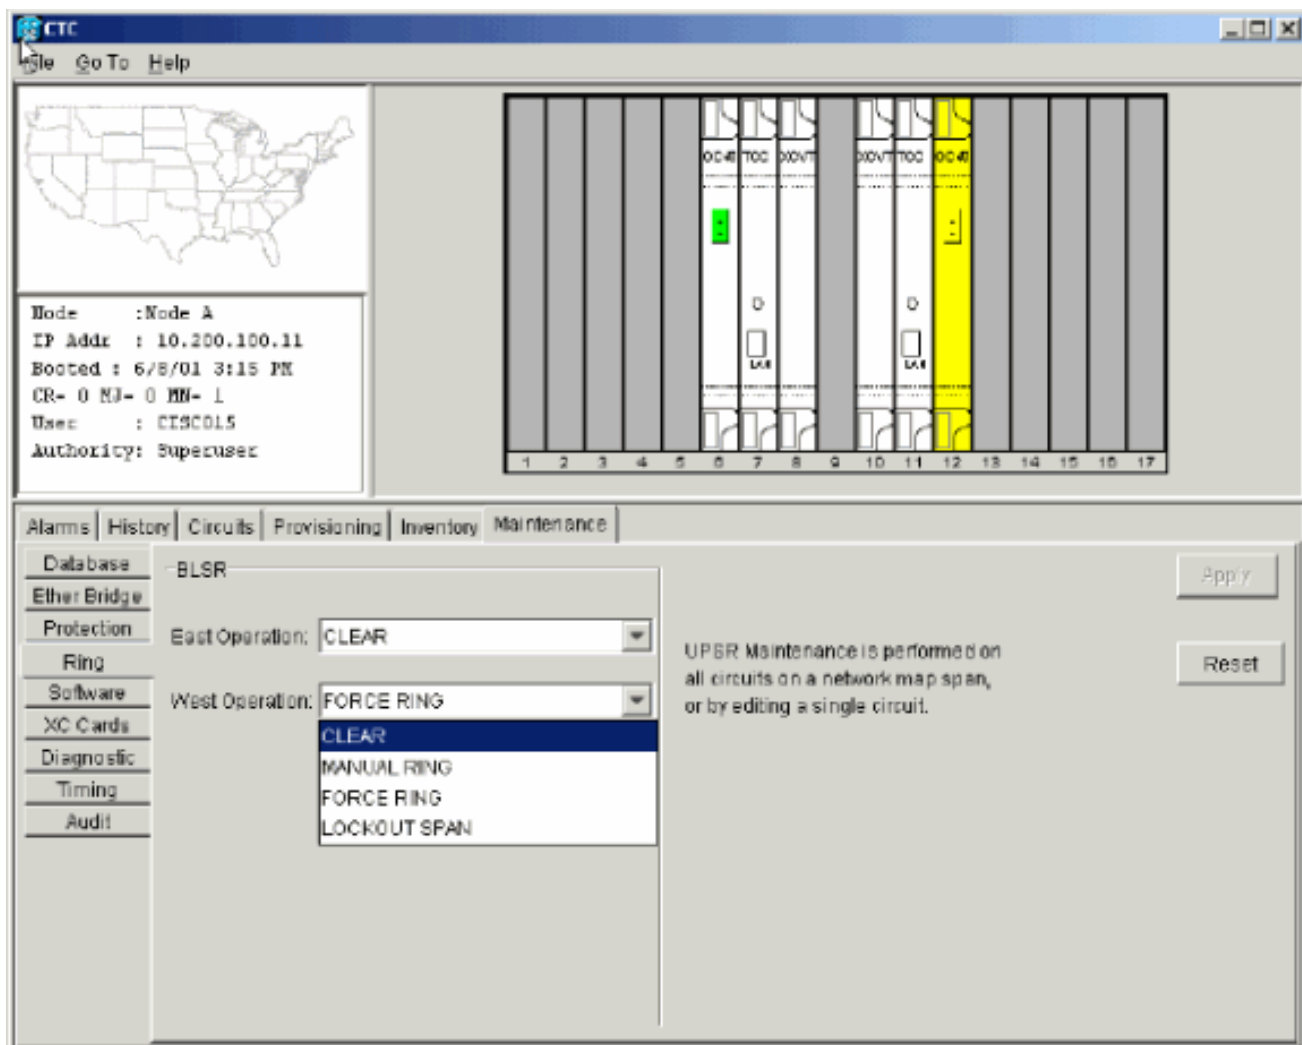 CTC
File Go To Help
OC48 TCC XCVT XCVT TCC OC48
LAN LAN
1 2 3 4 5 6 7 8 9 10 11 12 13 14 15 16 17
Node :Node A
IP Addr : 10.200.100.11
Booted : 6/8/01 3:15 PM
CR- 0 MJ- 0 MN- 1
User : CISCO15
Authority: Superuser
Alarms History Circuits Provisioning Inventory Maintenance
Database
Ether Bridge
Protection
Ring
Software
XC Cards
Diagnostic
Timing
Audit
BLSR
East Operation: CLEAR
West Operation: FORCE RING
CLEAR
MANUAL RING
FORCE RING
LOCKOUT SPAN
UPSR Maintenance is performed on
all circuits on a network map span,
or by editing a single circuit.
Apply
Reset